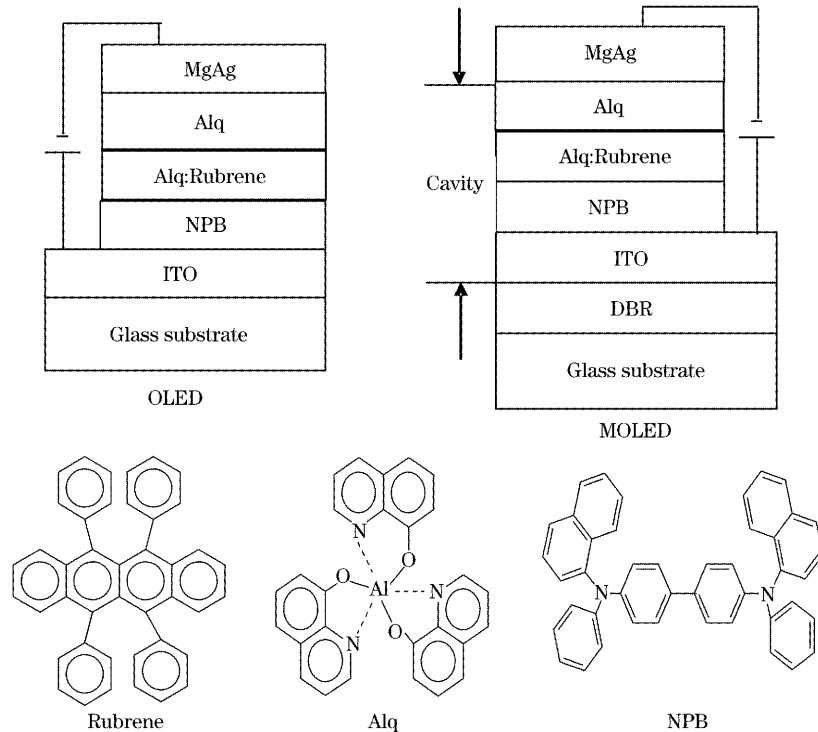 MgAg
Alq
Alq:Rubrene
NPB
ITO
Glass substrate
OLED
MgAg
Alq
Alq:Rubrene
NPB
ITO
DBR
Glass substrate
MOLED
Cavity
N
O
O
Al
N
N
O
N
N
Rubrene
Alq
NPB